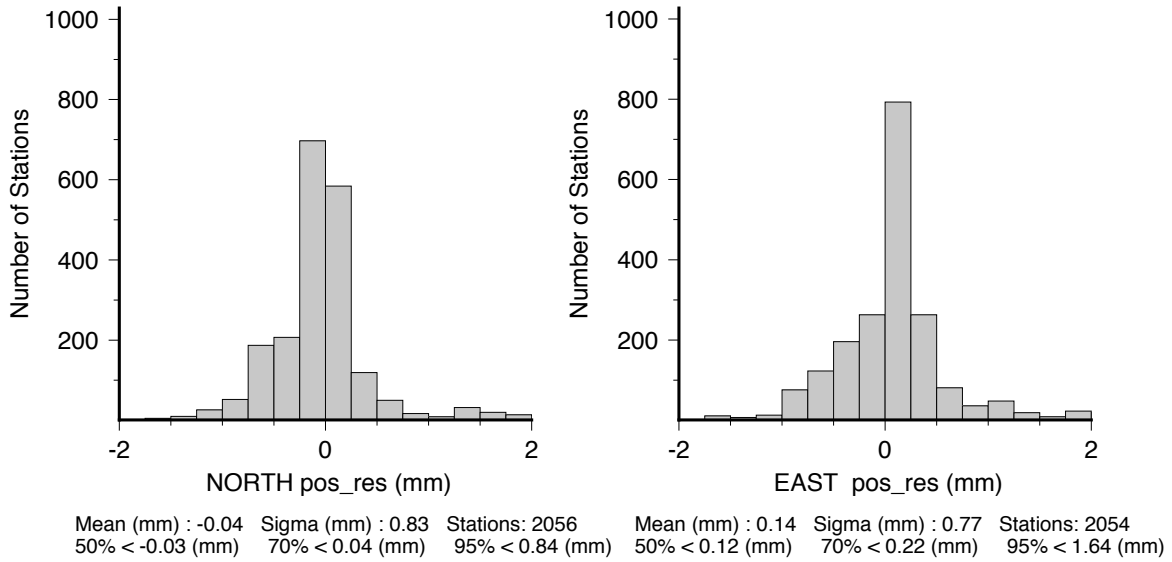 1000
800
600
400
200
Number of Stations
-2 0 2
NORTH pos_res (mm)
Mean (mm) : -0.04 Sigma (mm) : 0.83 Stations: 2056
50% < -0.03 (mm) 70% < 0.04 (mm) 95% < 0.84 (mm)
1000
800
600
400
200
Number of Stations
-2 0 2
EAST pos_res (mm)
Mean (mm) : 0.14 Sigma (mm) : 0.77 Stations: 2054
50% < 0.12 (mm) 70% < 0.22 (mm) 95% < 1.64 (mm)